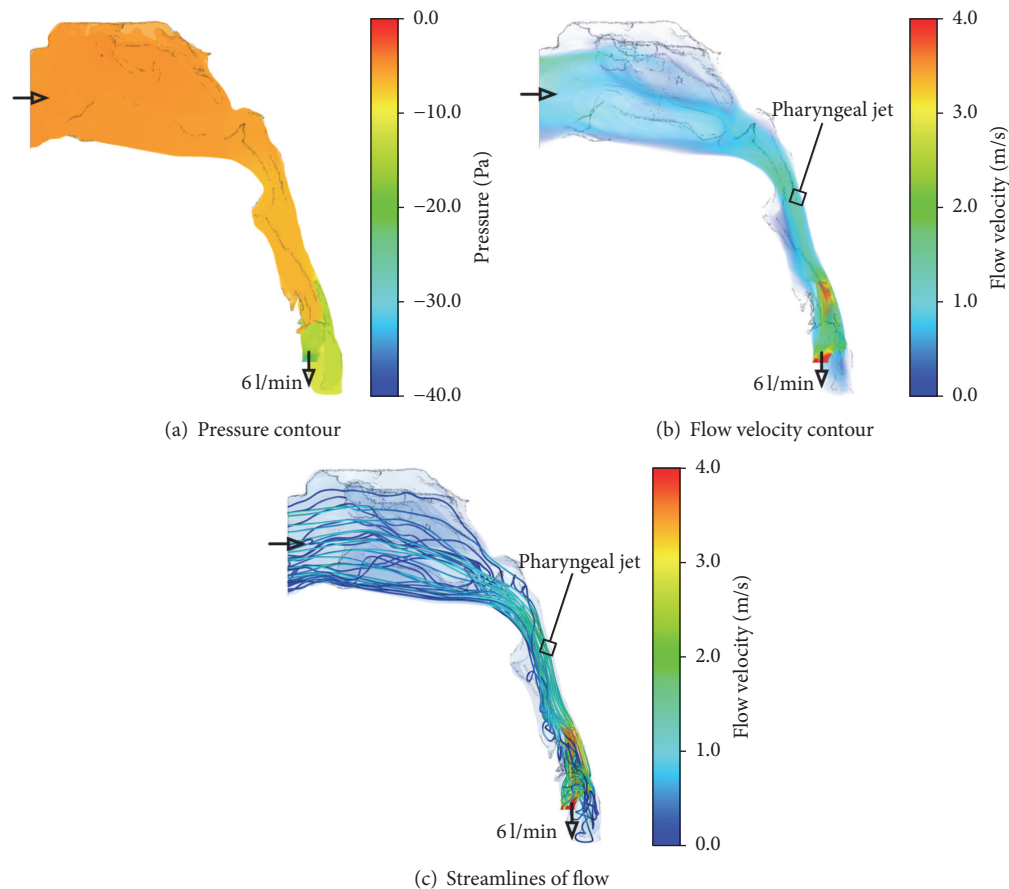 0.0
−10.0
−20.0
−30.0
−40.0
Pressure (Pa)
6 l/min
(a) Pressure contour
Pharyngeal jet
4.0
3.0
2.0
1.0
0.0
Flow velocity (m/s)
6 l/min
(b) Flow velocity contour
Pharyngeal jet
4.0
3.0
2.0
1.0
0.0
Flow velocity (m/s)
6 l/min
(c) Streamlines of flow